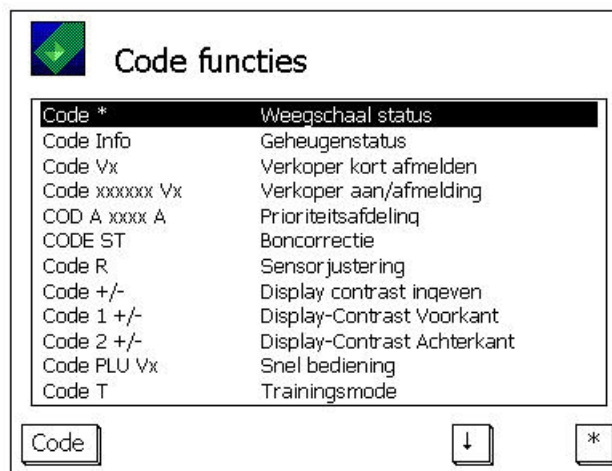 Code functies
Code * Weegschaal status
Code Info Geheugenstatus
Code Vx Verkoper kort afmelden
Code xxxxxx Vx Verkoper aan/afmelding
COD A xxxx A Prioriteitsafdeling
CODE ST Boncorrectie
Code R Sensorjustering
Code +/- Display contrast ingeven
Code 1 +/- Display-Contrast Voorkant
Code 2 +/- Display-Contrast Achterkant
Code PLU Vx Snel bediening
Code T Trainingsmode
Code ↓ *